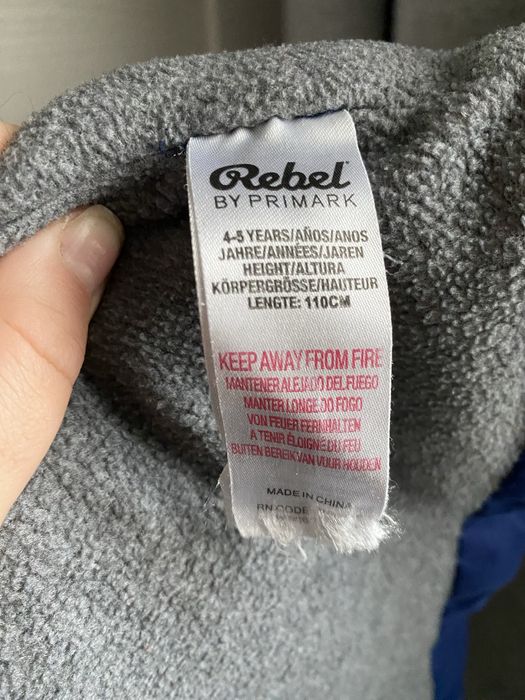 Rebel
BY PRIMARK
4-5 YEARS/AÑOS/ANOS
JAHRE/ANNÉES/JAREN
HEIGHT/ALTURA
KÖRPERGRÖSSE/HAUTEUR
LENGTE: 110CM
KEEP AWAY FROM FIRE
MANTENER ALEJADO DEL FUEGO
MANTER LONGE DO FOGO
VON FEUER FERNHALTEN
A TENIR ÉLOIGNÉ DU FEU
BUITEN BEREIK VAN VUUR HOUDEN
MADE IN CHINA
RN CODE